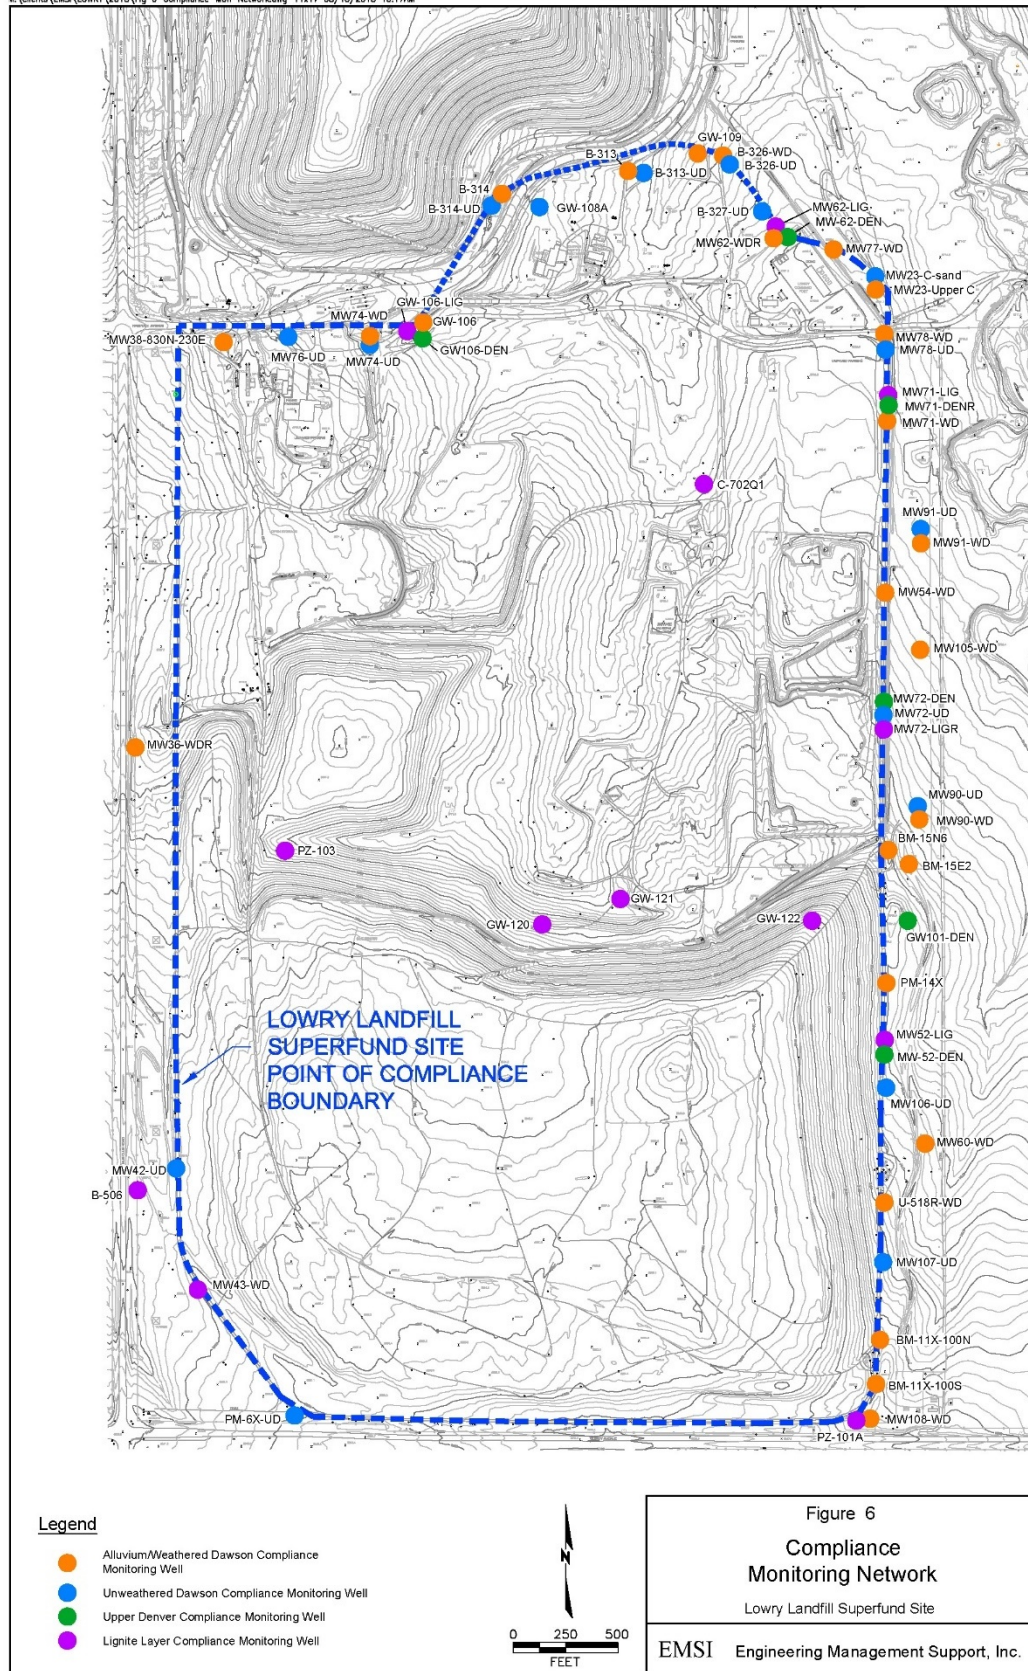 GW-109
B-326-WD
B-313
B-326-UD
B-313-UD
MW62-LIG
B-314
MW-62-DEN
B-314-UD
GW-108A
B-327-UD
MW62-WDR
MW77-WD
MW23-C-sand
MW23-Upper C
GW-106-LIG
MW74-WD
GW-106
MW38-830N-230E
MW78-WD
MW76-UD
GW106-DEN
MW78-UD
MW74-UD
MW71-LIG
MW71-DENR
MW71-WD
C-702Q1
MW91-UD
MW91-WD
MW54-WD
MW105-WD
MW72-DEN
MW72-UD
MW72-LIGR
MW36-WDR
MW90-UD
MW90-WD
BM-15N6
PZ-103
BM-15E2
GW-121
GW-120
GW-122
GW101-DEN
PM-14X
LOWRY LANDFILL
SUPERFUND SITE
POINT OF COMPLIANCE
BOUNDARY
MW52-LIG
MW-52-DEN
MW106-UD
MW60-WD
MW42-UD
B-506
U-518R-WD
MW107-UD
MW43-WD
BM-11X-100N
BM-11X-100S
PM-6X-UD
MW108-WD
PZ-101A
Legend
Alluvium/Weathered Dawson Compliance
Monitoring Well
Unweathered Dawson Compliance Monitoring Well
Upper Denver Compliance Monitoring Well
Lignite Layer Compliance Monitoring Well
N
0 250 500
FEET
Figure 6
Compliance
Monitoring Network
Lowry Landfill Superfund Site
EMSI Engineering Management Support, Inc.